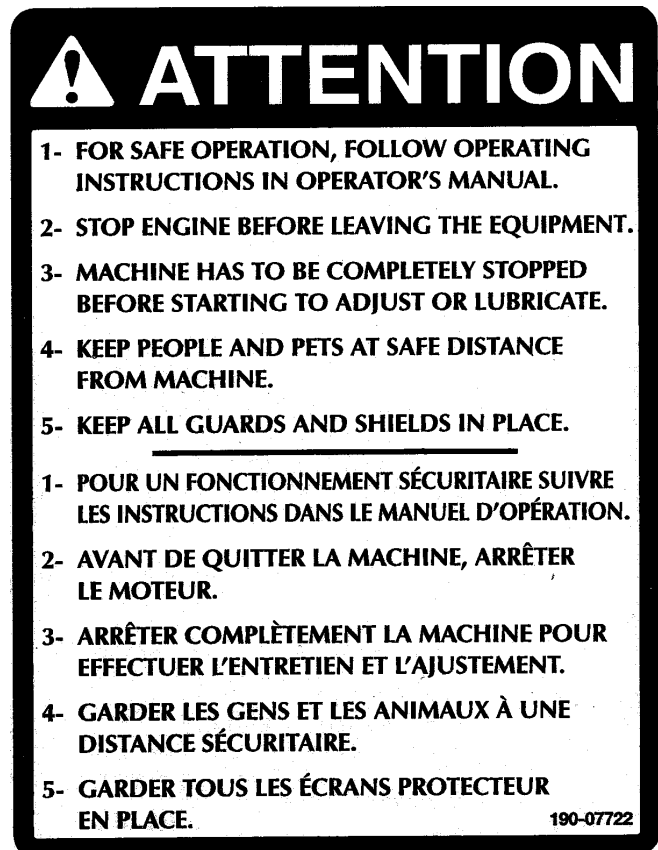 ATTENTION
1- FOR SAFE OPERATION, FOLLOW OPERATING
INSTRUCTIONS IN OPERATOR'S MANUAL.
2- STOP ENGINE BEFORE LEAVING THE EQUIPMENT.
3- MACHINE HAS TO BE COMPLETELY STOPPED
BEFORE STARTING TO ADJUST OR LUBRICATE.
4- KEEP PEOPLE AND PETS AT SAFE DISTANCE
FROM MACHINE.
5- KEEP ALL GUARDS AND SHIELDS IN PLACE.
1- POUR UN FONCTIONNEMENT SÉCURITAIRE SUIVRE
LES INSTRUCTIONS DANS LE MANUEL D'OPÉRATION.
2- AVANT DE QUITTER LA MACHINE, ARRÊTER
LE MOTEUR.
3- ARRÊTER COMPLÈTEMENT LA MACHINE POUR
EFFECTUER L'ENTRETIEN ET L'AJUSTEMENT.
4- GARDER LES GENS ET LES ANIMAUX À UNE
DISTANCE SÉCURITAIRE.
5- GARDER TOUS LES ÉCRANS PROTECTEUR
EN PLACE. 190-07722